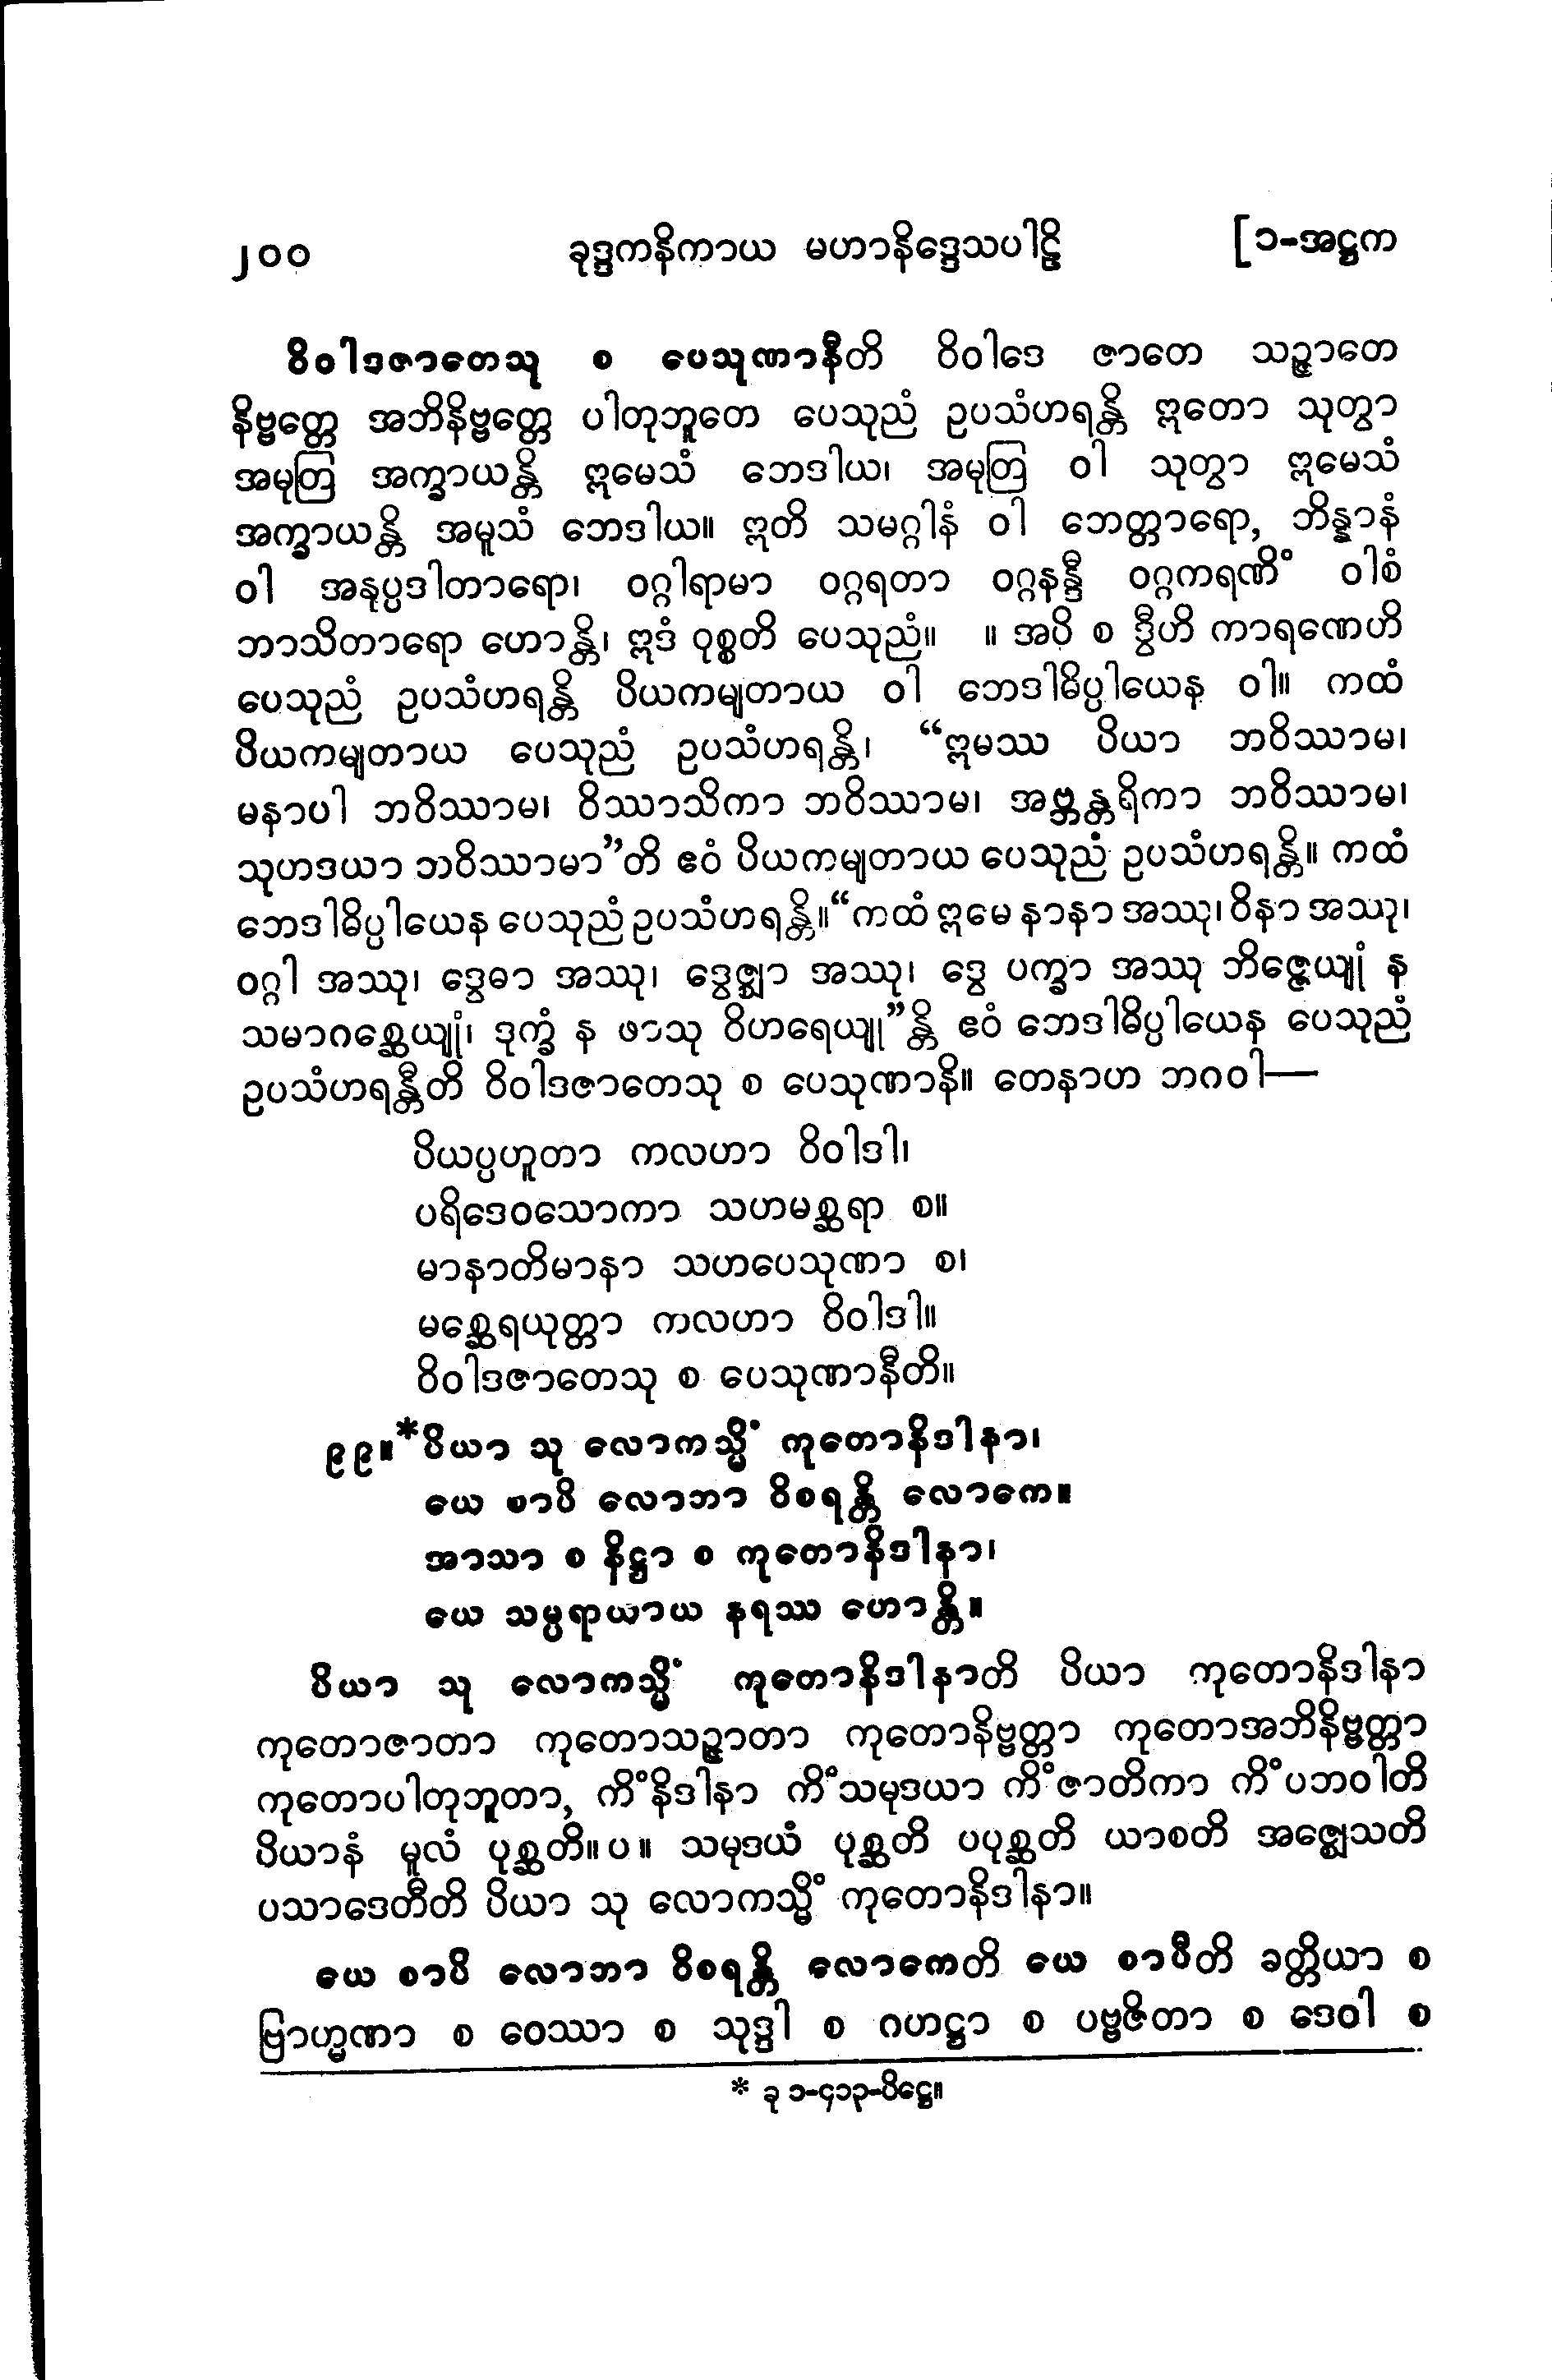 ၂၀၀ ခုဒ္ဒကနိကာယ မဟာနိဒ္ဒေသပါဠိ [၁-အဋ္ဌက
ဝိဝါဒဇာတေသု စ ပေသုဏာနီတိ ဝိဝါဒေ ဇာတေ သဉ္ဇာတေ
နိဗ္ဗတ္တေ အဘိနိဗ္ဗတ္တေ ပါတုဘူတေ ပေသုညံ ဥပသံဟရန္တိ ဣတော သုတွာ
အမုတြ အက္ခာယန္တိ ဣမေသံ ဘေဒါယ၊ အမုတြ ဝါ သုတွာ ဣမေသံ
အက္ခာယန္တိ အမူသံ ဘေဒါယ။ ဣတိ သမဂ္ဂါနံ ဝါ ဘေတ္တာရော, ဘိန္နာနံ
ဝါ အနုပ္ပဒါတာရော၊ ဝဂ္ဂါရာမာ ဝဂ္ဂရတာ ဝဂ္ဂနန္ဒီ ဝဂ္ဂကရဏိံ ဝါစံ
ဘာသိတာရော ဟောန္တိ၊ ဣဒံ ဝုစ္စတိ ပေသုညံ။ ။ အပိ စ ဒွီဟိ ကာရဏေဟိ
ပေသုညံ ဥပသံဟရန္တိ ပိယကမျတာယ ဝါ ဘေဒါဓိပ္ပါယေန ဝါ။ ကထံ
ပိယကမျတာယ ပေသုညံ ဥပသံဟရန္တိ၊ “ဣမဿ ပိယာ ဘဝိဿာမ၊
မနာပါ ဘဝိဿာမ၊ ဝိဿာသိကာ ဘဝိဿာမ၊ အဗ္ဘန္တရိကာ ဘဝိဿာမ၊
သုဟဒယာ ဘဝိဿာမာ”တိ ဧဝံ ပိယကမျတာယ ပေသုညံ ဥပသံဟရန္တိ။ ကထံ
ဘေဒါဓိပ္ပါယေန ပေသုညံ ဥပသံဟရန္တိ။ “ကထံ ဣမေ နာနာ အဿု၊ ဝိနာ အဿု၊
ဝဂ္ဂါ အဿု၊ ဒွေဓာ အဿု၊ ဒွေဇ္ဈာ အဿု၊ ဒွေ ပက္ခာ အဿု ဘိဇ္ဇေယျုံ န
သမာဂစ္ဆေယျုံ၊ ဒုက္ခံ န ဖာသု ဝိဟရေယျု”န္တိ ဧဝံ ဘေဒါဓိပ္ပါယေန ပေသုညံ
ဥပသံဟရန္တီတိ ဝိဝါဒဇာတေသု စ ပေသုဏာနိ။ တေနာဟ ဘဂဝါ—
ပိယပ္ပဟူတာ ကလဟာ ဝိဝါဒါ၊
ပရိဒေဝသောကာ သဟမစ္ဆရာ စ။
မာနာတိမာနာ သဟပေသုဏာ စ၊
မစ္ဆေရယုတ္တာ ကလဟာ ဝိဝါဒါ။
ဝိဝါဒဇာတေသု စ ပေသုဏာနီတိ။
၉၉။*ပိယာ သု လောကသ္မိံ ကုတောနိဒါနာ၊
ယေ စာပိ လောဘာ ဝိစရန္တိ လောကေ။
အာသာ စ နိဋ္ဌာ စ ကုတောနိဒါနာ၊
ယေ သမ္ပရာယာယ နရဿ ဟောန္တိ။
ပိယာ သု လောကသ္မိံ ကုတောနိဒါနာတိ ပိယာ ကုတောနိဒါနာ
ကုတောဇာတာ ကုတောသဉ္ဇာတာ ကုတောနိဗ္ဗတ္တာ ကုတောအဘိနိဗ္ဗတ္တာ
ကုတောပါတုဘူတာ, ကိံနိဒါနာ ကိံသမုဒယာ ကိံဇာတိကာ ကိံပဘဝါတိ
ပိယာနံ မူလံ ပုစ္ဆတိ။ ပ ။ သမုဒယံ ပုစ္ဆတိ ပပုစ္ဆတိ ယာစတိ အဇ္ဈေသတိ
ပသာဒေတီတိ ပိယာ သု လောကသ္မိံ ကုတောနိဒါနာ။
ယေ စာပိ လောဘာ ဝိစရန္တိ လောကေတိ ယေ စာပီတိ ခတ္တိယာ စ
ဗြာဟ္မဏာ စ ဝေဿာ စ သုဒ္ဒါ စ ဂဟဋ္ဌာ စ ပဗ္ဗဇိတာ စ ဒေဝါ စ
* ခု ၁-၄၁၃-ပိဋ္ဌေ။